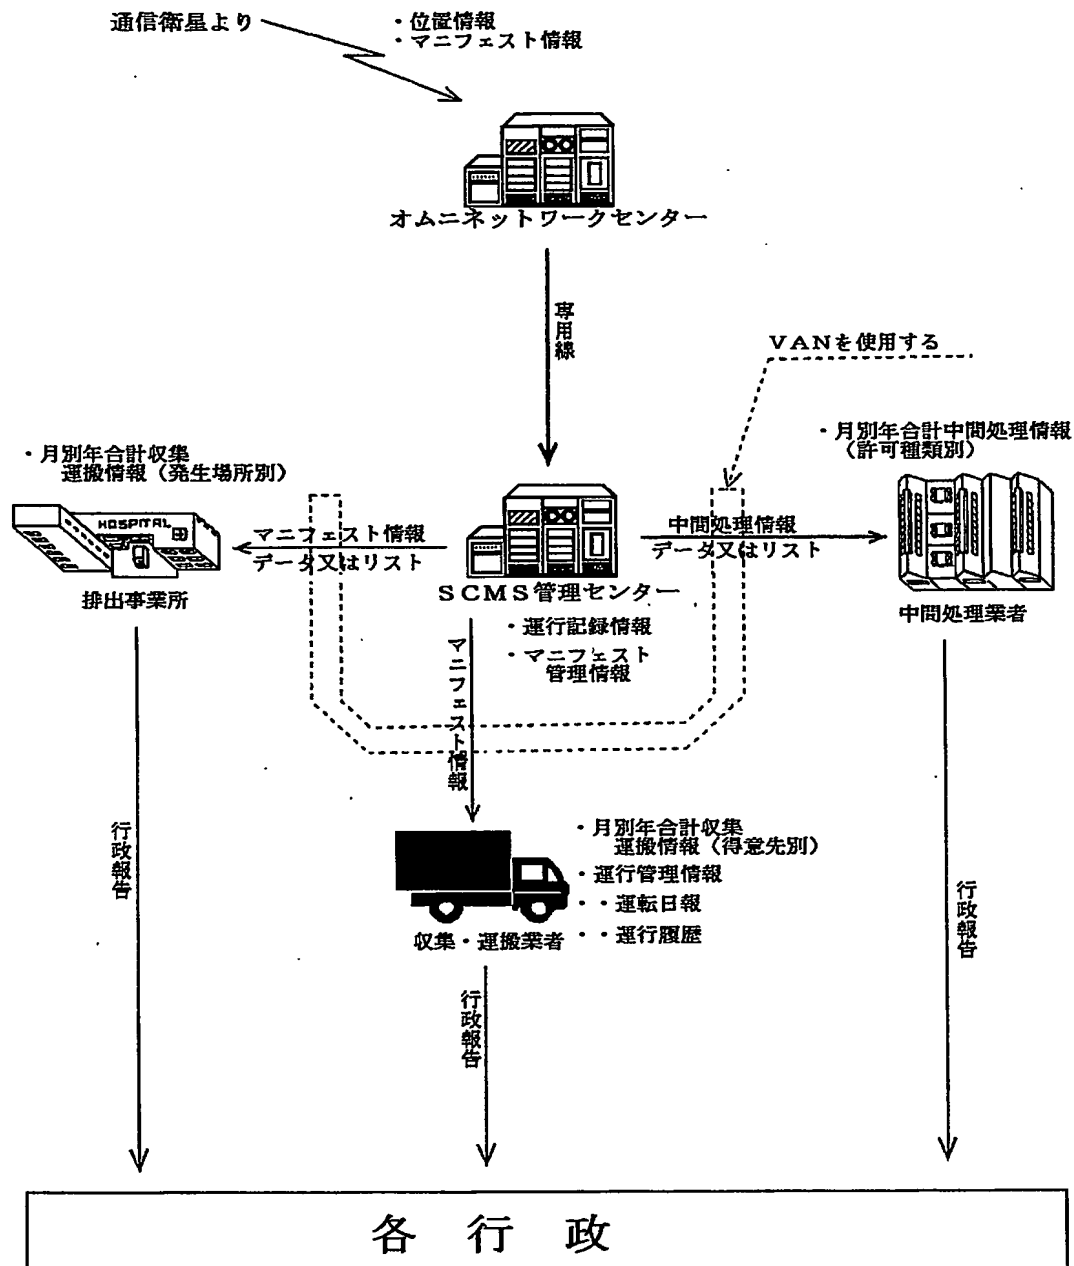 通信衛星より
・位置情報
・マニフェスト情報
オムニネットワークセンター
専用線
VANを使用する
・月別年合計収集
運搬情報（発生場所別）
・月別年合計中間処理情報
（許可種類別）
HOSPITAL
マニフェスト情報
データ又はリスト
中間処理情報
データ又はリスト
排出事業所
SCMS管理センター
中間処理業者
・運行記録情報
・マニフェスト
管理情報
マニフェスト情報
・月別年合計収集
運搬情報（得意先別）
・運行管理情報
・・運転日報
・・運行履歴
収集・運搬業者
行政報告
行政報告
行政報告
各行政